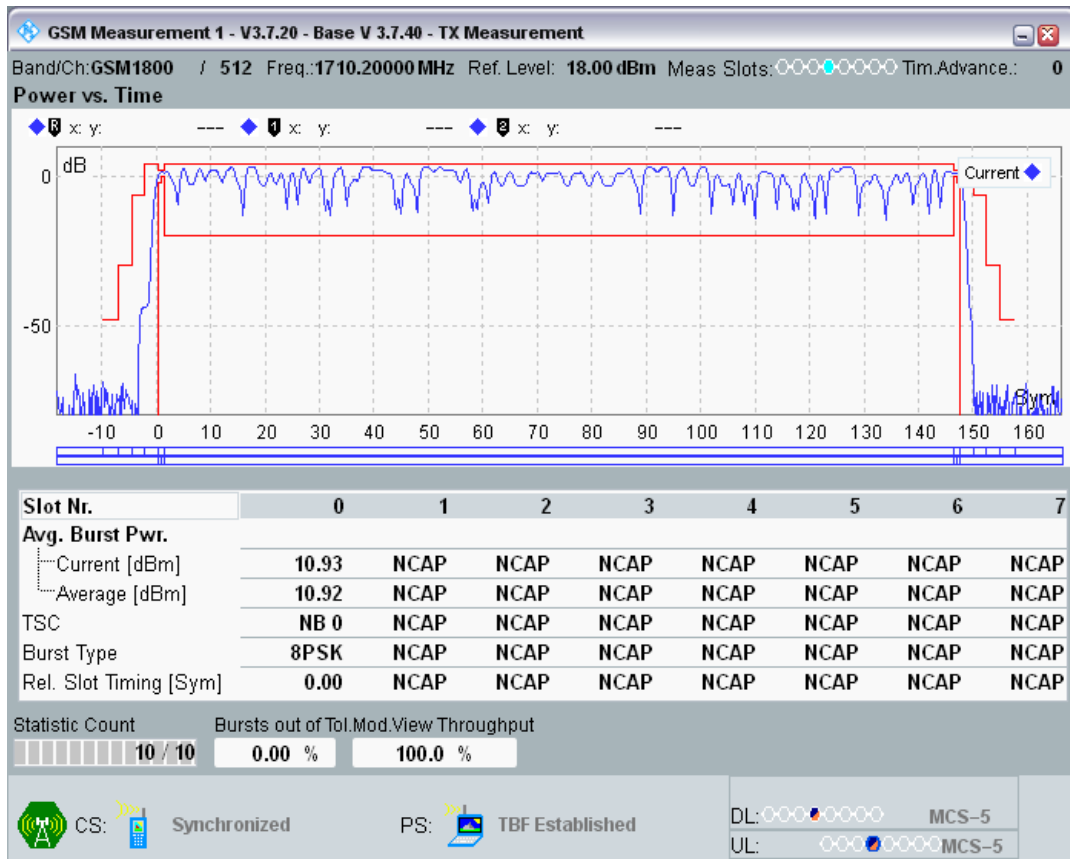 GSM Measurement 1 - V3.7.20 - Base V 3.7.40 - TX Measurement
Band/Ch:GSM1800 / 512 Freq.:1710.20000 MHz Ref. Level: 18.00 dBm Meas Slots: Tim.Advance.: 0
Power vs. Time
R x: y: --- 1 x: y: --- 2 x: y: ---
dB
Current
0
-50
Sym
-10 0 10 20 30 40 50 60 70 80 90 100 110 120 130 140 150 160
Slot Nr. 0 1 2 3 4 5 6 7
Avg. Burst Pwr.
Current [dBm] 10.93 NCAP NCAP NCAP NCAP NCAP NCAP NCAP
Average [dBm] 10.92 NCAP NCAP NCAP NCAP NCAP NCAP NCAP
TSC NB 0 NCAP NCAP NCAP NCAP NCAP NCAP NCAP
Burst Type 8PSK NCAP NCAP NCAP NCAP NCAP NCAP NCAP
Rel. Slot Timing [Sym] 0.00 NCAP NCAP NCAP NCAP NCAP NCAP NCAP
Statistic Count Bursts out of Tol.Mod.View Throughput
10 / 10 0.00 % 100.0 %
CS: Synchronized PS: TBF Established
DL: MCS-5
UL: MCS-5